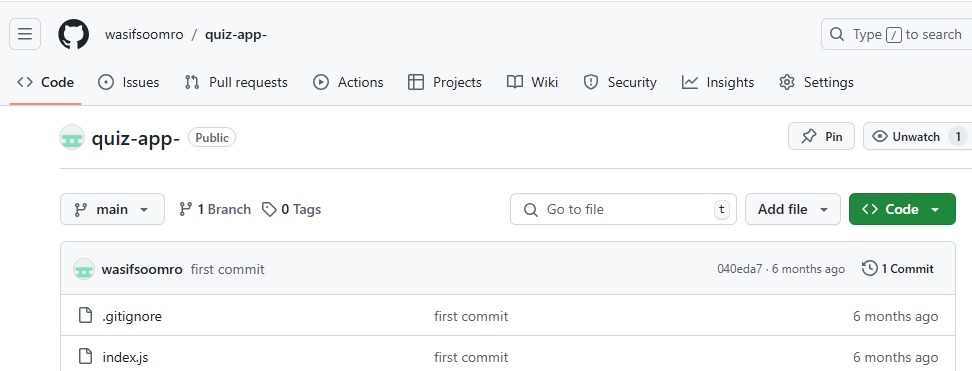 wasifsoomro / quiz-app- Type / to search
Code Issues Pull requests Actions Projects Wiki Security Insights Settings
quiz-app- Public Pin Unwatch 1
main 1 Branch 0 Tags Go to file t Add file Code
wasifsoomro first commit 040eda7 · 6 months ago 1 Commit
.gitignore first commit 6 months ago
index.js first commit 6 months ago